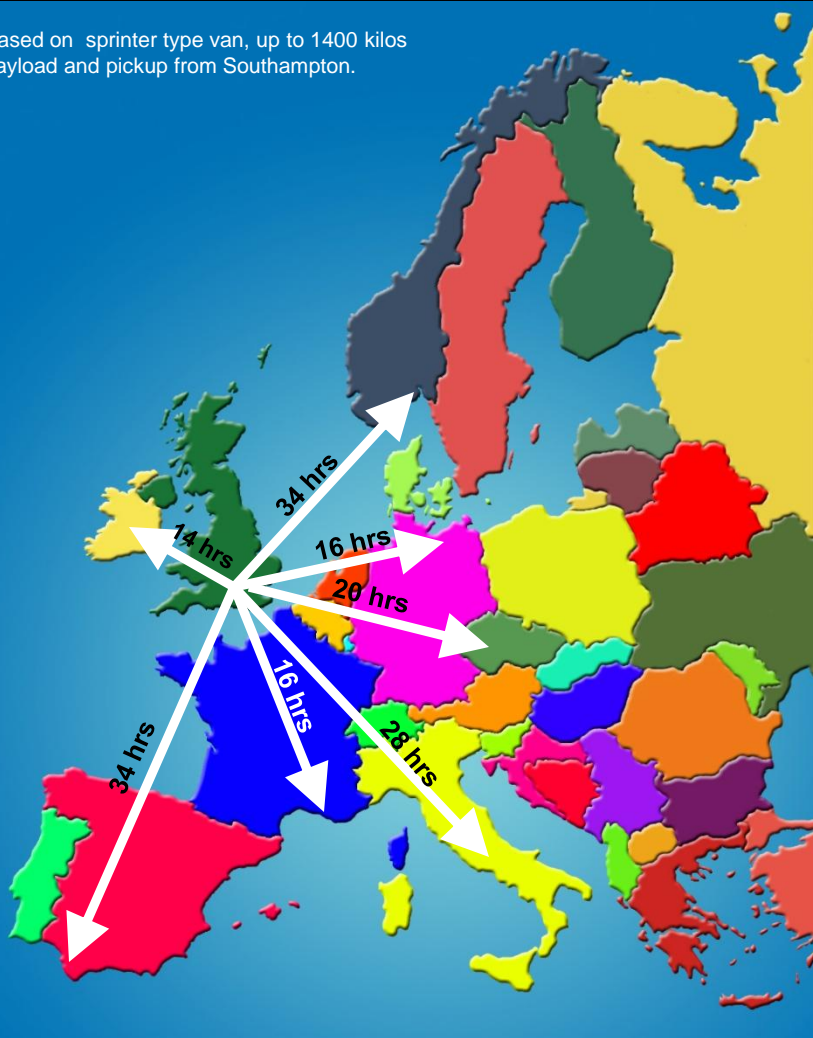 ased on sprinter type van, up to 1400 kilos
ayload and pickup from Southampton.
34 hrs
14 hrs
16 hrs
20 hrs
16 hrs
28 hrs
34 hrs